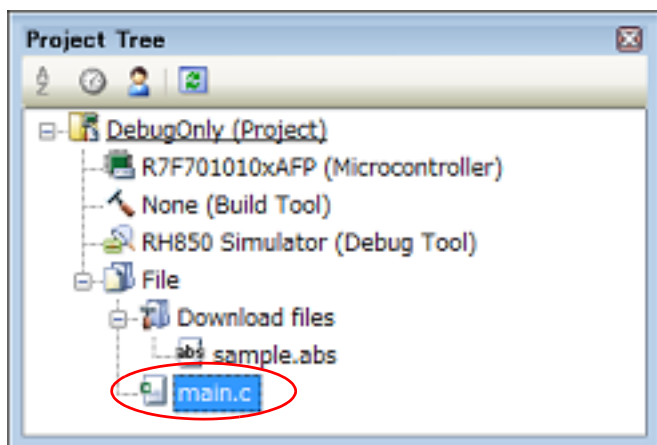 Project Tree
DebugOnly (Project)
R7F701010xAFP (Microcontroller)
None (Build Tool)
RH850 Simulator (Debug Tool)
File
Download files
sample.abs
main.c